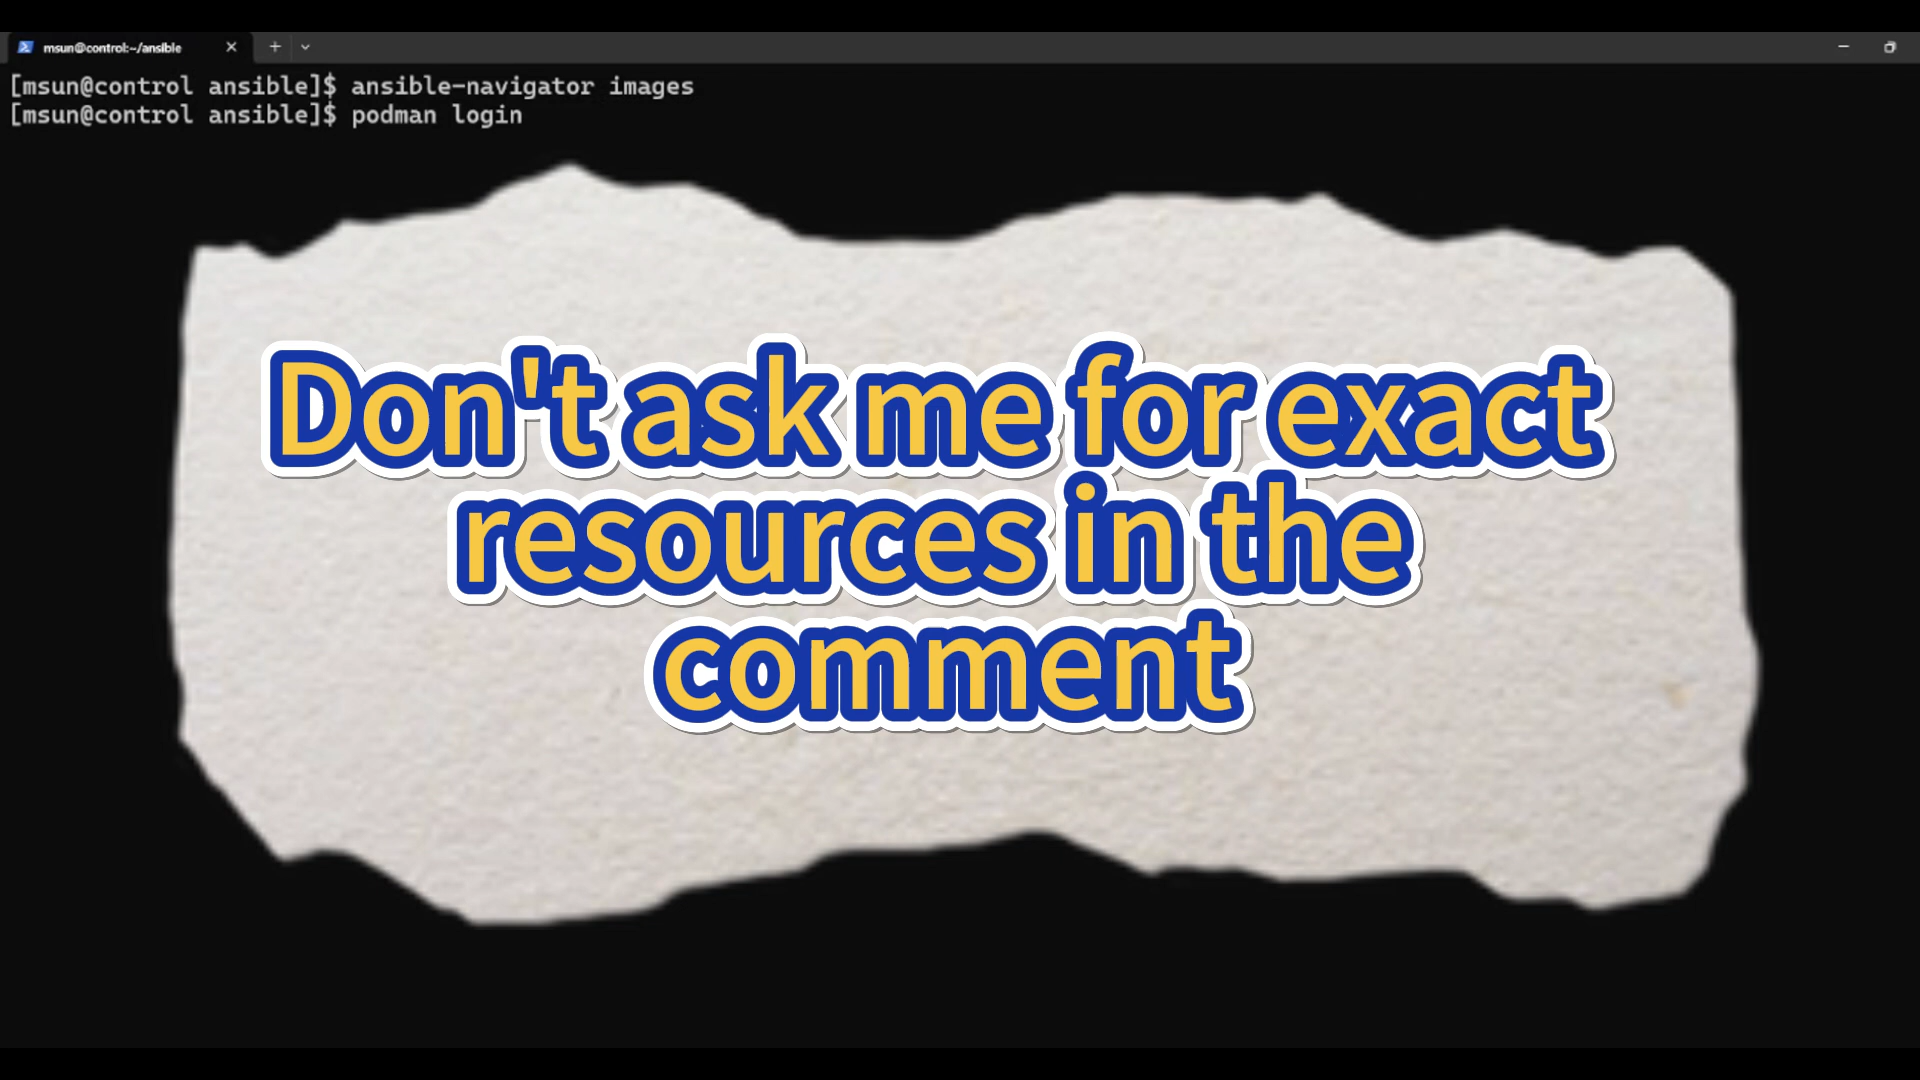 msun@control:~/ansible
[msun@control ansible]$ ansible-navigator images
[msun@control ansible]$ podman login
Don't ask me for exact
resources in the
comment